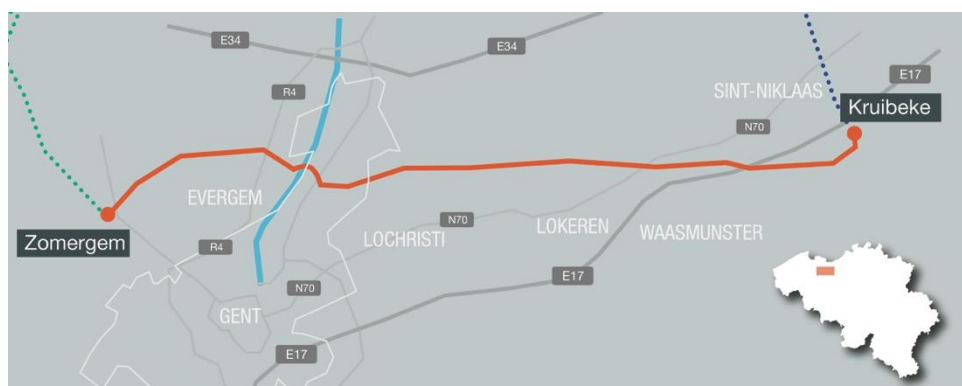 E34
E34
E17
R4
SINT-NIKLAAS
Kruibeke
N70
EVERGEM
Zomergem
R4
LOCHRISTI
N70
LOKEREN
WAASMUNSTER
E17
N70
GENT
E17